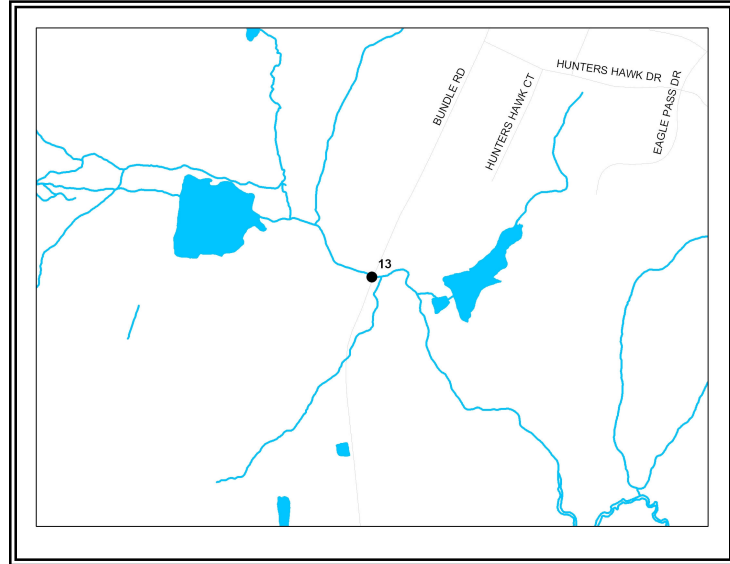 HUNTERS HAWK DR
BUNDLE RD
HUNTERS HAWK CT
EAGLE PASS DR
13